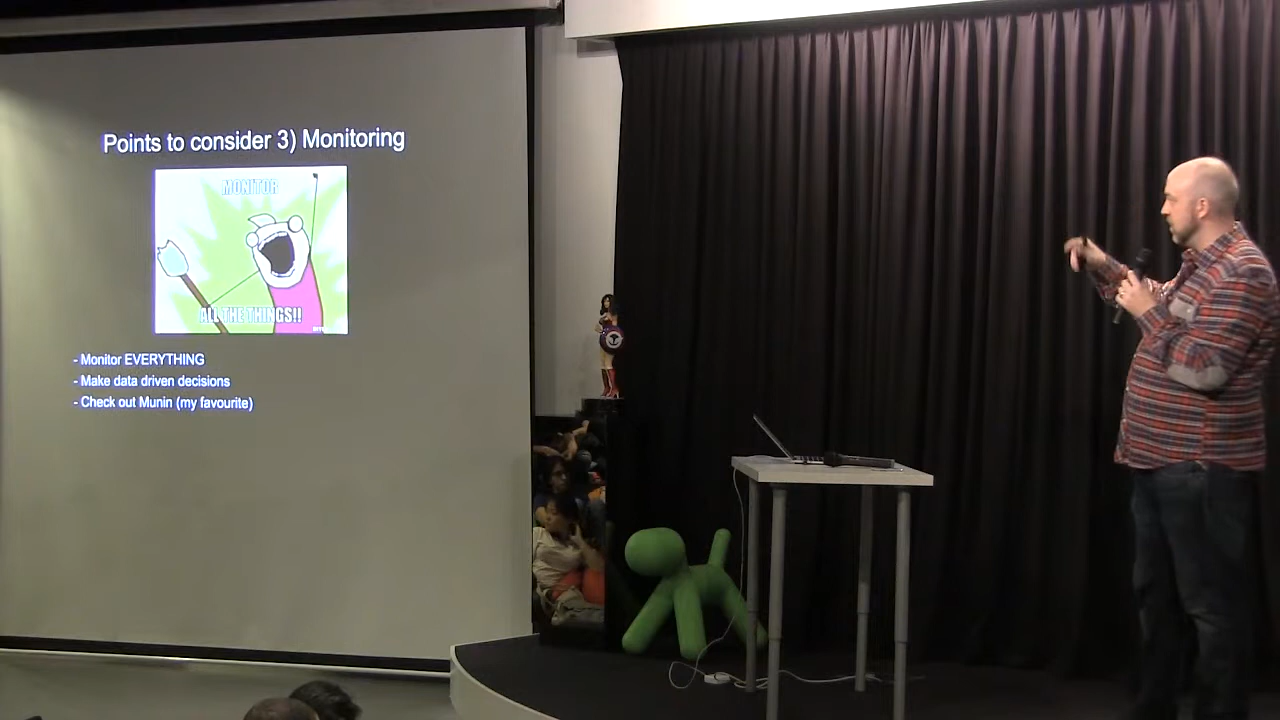 Points to consider 3) Monitoring
MONITOR
ALL THE THINGS!!
- Monitor EVERYTHING
- Make data driven decisions
- Check out Munin (my favourite)